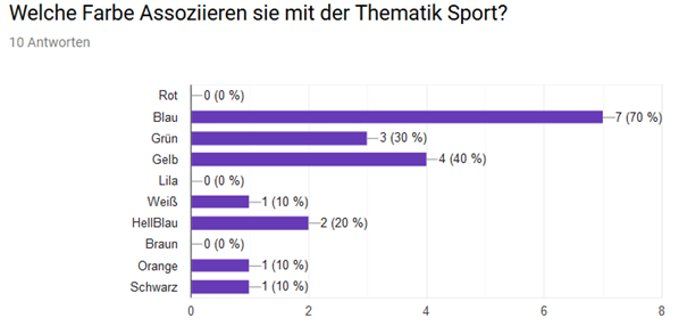 Welche Farbe Assoziieren sie mit der Thematik Sport?
10 Antworten
Rot 0 (0 %)
Blau 7 (70 %)
Grün 3 (30 %)
Gelb 4 (40 %)
Lila 0 (0 %)
Weiß 1 (10 %)
HellBlau 2 (20 %)
Braun 0 (0 %)
Orange 1 (10 %)
Schwarz 1 (10 %)
0 2 4 6 8